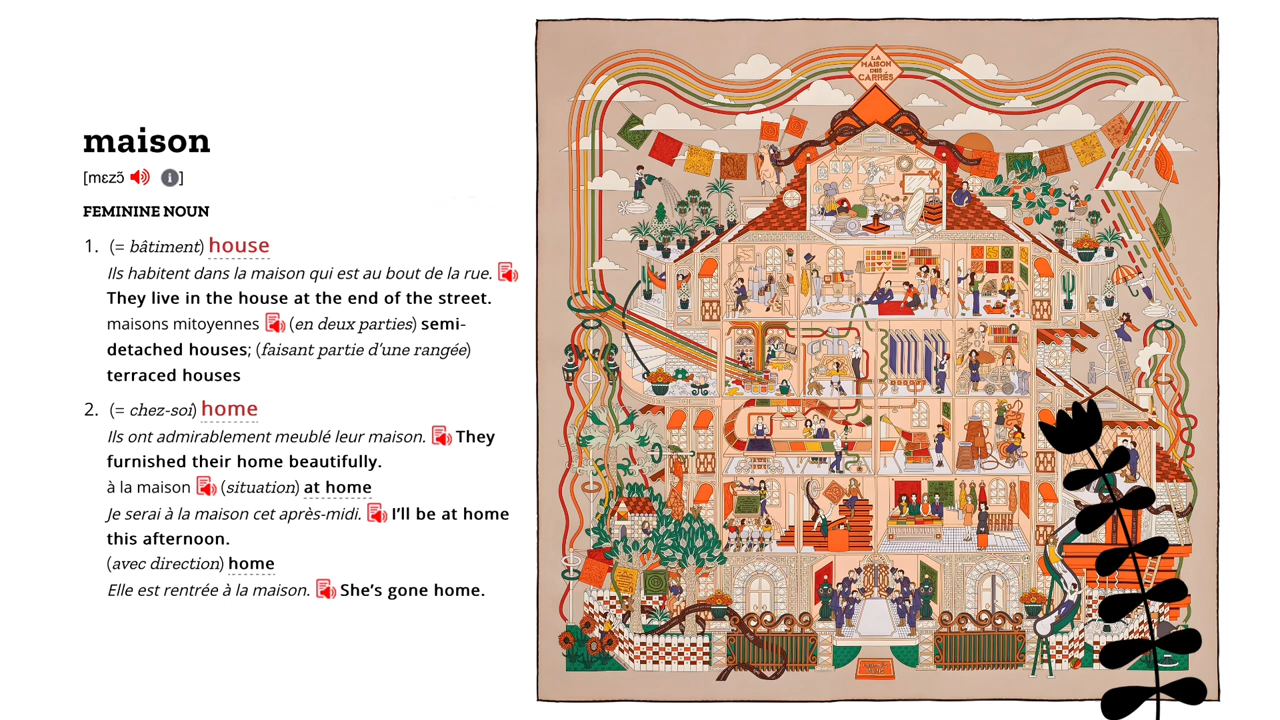 maison
[mɛzɔ̃ i]
FEMININE NOUN
1. (= bâtiment) house
Ils habitent dans la maison qui est au bout de la rue.
They live in the house at the end of the street.
maisons mitoyennes (en deux parties) semi-
detached houses; (faisant partie d’une rangée)
terraced houses
2. (= chez-soi) home
Ils ont admirablement meublé leur maison. They
furnished their home beautifully.
à la maison (situation) at home
Je serai à la maison cet après-midi. I’ll be at home
this afternoon.
(avec direction) home
Elle est rentrée à la maison. She’s gone home.
LA
MAISON
DES
CARRÉS